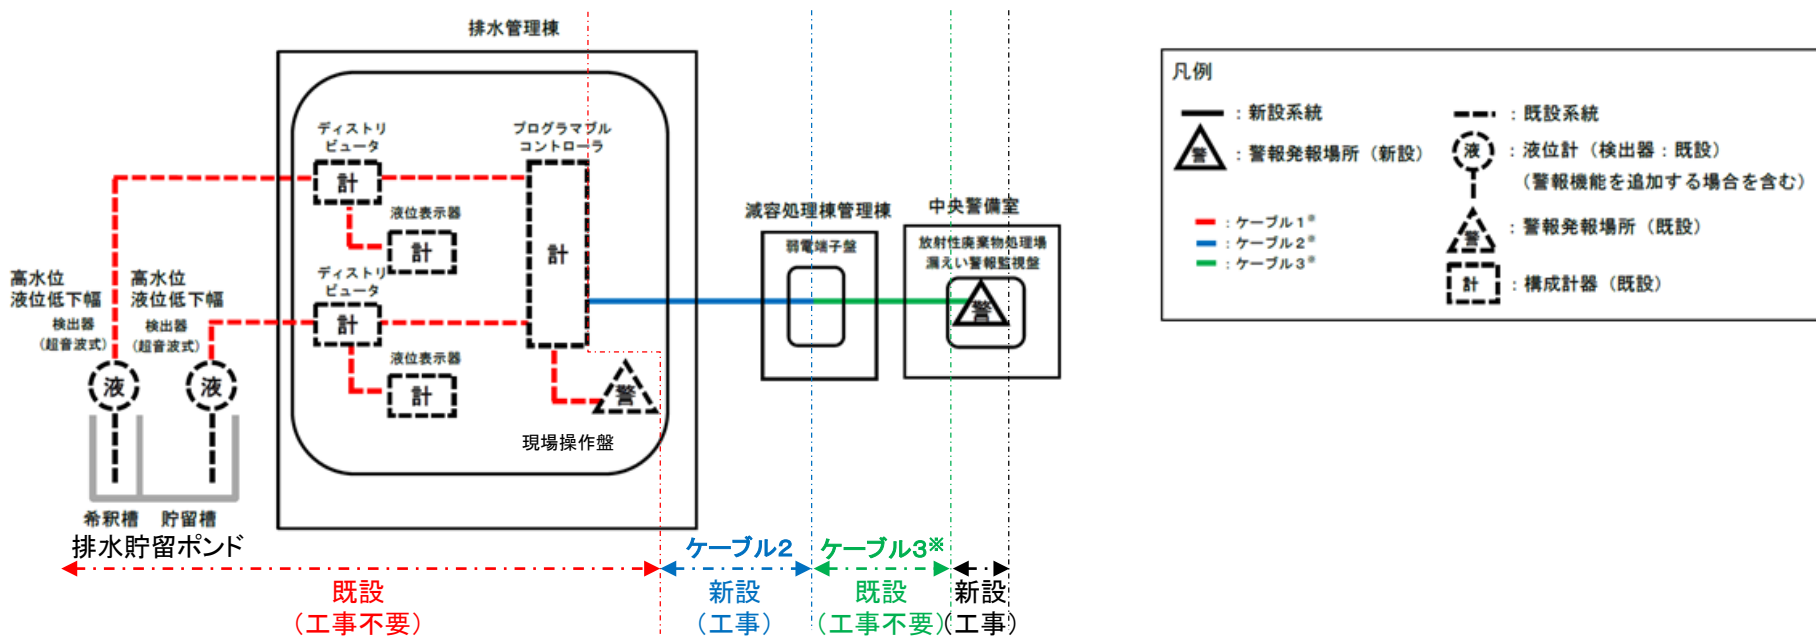 排水管理棟
ディストリ
ビュータ
計
プログラマブル
コントローラ
計
液位表示器
計
ディストリ
ビュータ
計
液位表示器
計
警
現場操作盤
高水位
液位低下幅
検出器
(超音波式)
液
高水位
液位低下幅
検出器
(超音波式)
液
希釈槽
貯留槽
排水貯留ポンド
減容処理棟管理棟
弱電端子盤
中央警備室
放射性廃棄物処理場
漏えい警報監視盤
警
既設
(工事不要)
ケーブル2
新設
(工事)
ケーブル3※
既設
(工事不要)
新設
(工事)
凡例
：新設系統
警
：警報発報場所（新設）
：ケーブル1※
：ケーブル2※
：ケーブル3※
：既設系統
液
：液位計（検出器：既設）
（警報機能を追加する場合を含む）
警
：警報発報場所（既設）
計
：構成計器（既設）